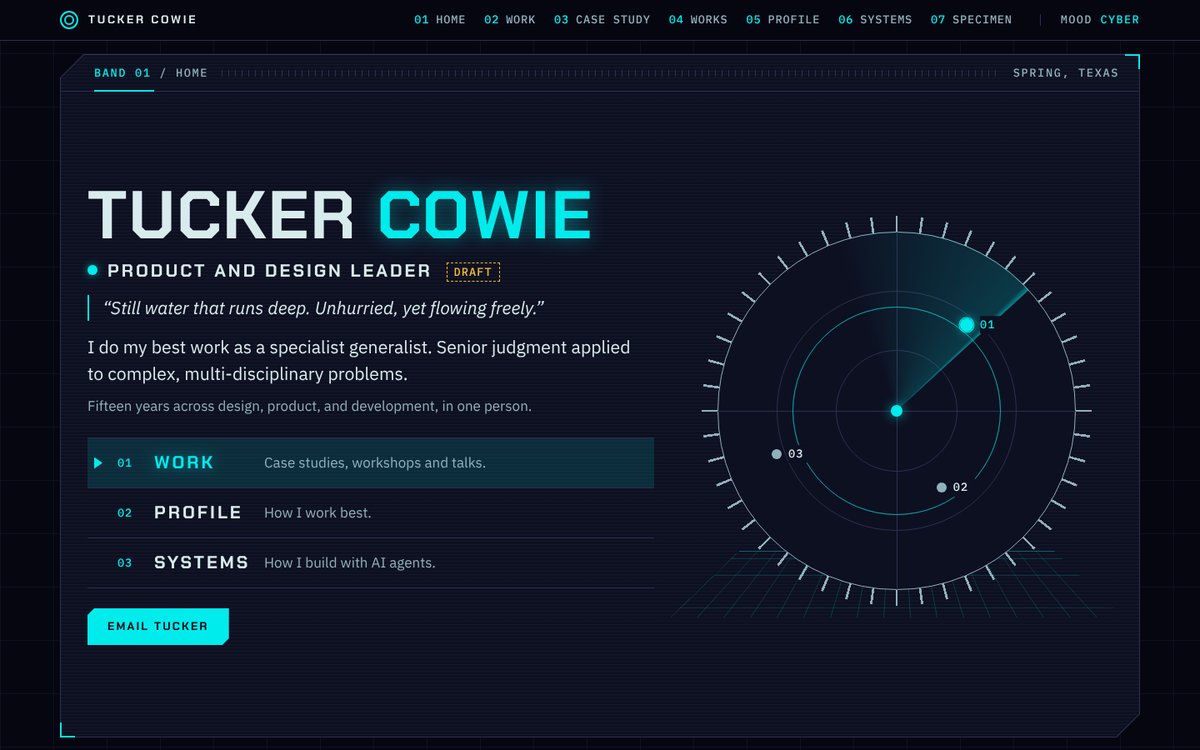 TUCKER COWIE
01 HOME 02 WORK 03 CASE STUDY 04 WORKS 05 PROFILE 06 SYSTEMS 07 SPECIMEN MOOD CYBER
BAND 01 / HOME
SPRING, TEXAS
TUCKER COWIE
PRODUCT AND DESIGN LEADER DRAFT
“Still water that runs deep. Unhurried, yet flowing freely.”
I do my best work as a specialist generalist. Senior judgment applied
to complex, multi-disciplinary problems.
Fifteen years across design, product, and development, in one person.
01 WORK Case studies, workshops and talks.
02 PROFILE How I work best.
03 SYSTEMS How I build with AI agents.
EMAIL TUCKER
01
03
02